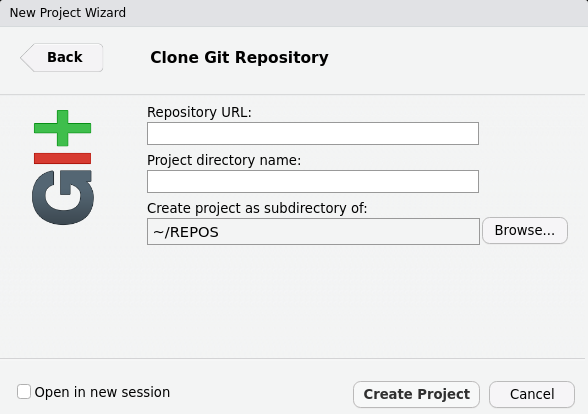 New Project Wizard
Back
Clone Git Repository
GIt
Repository URL:
Project directory name:
Create project as subdirectory of:
~/REPOS
Browse...
Open in new session
Create Project
Cancel